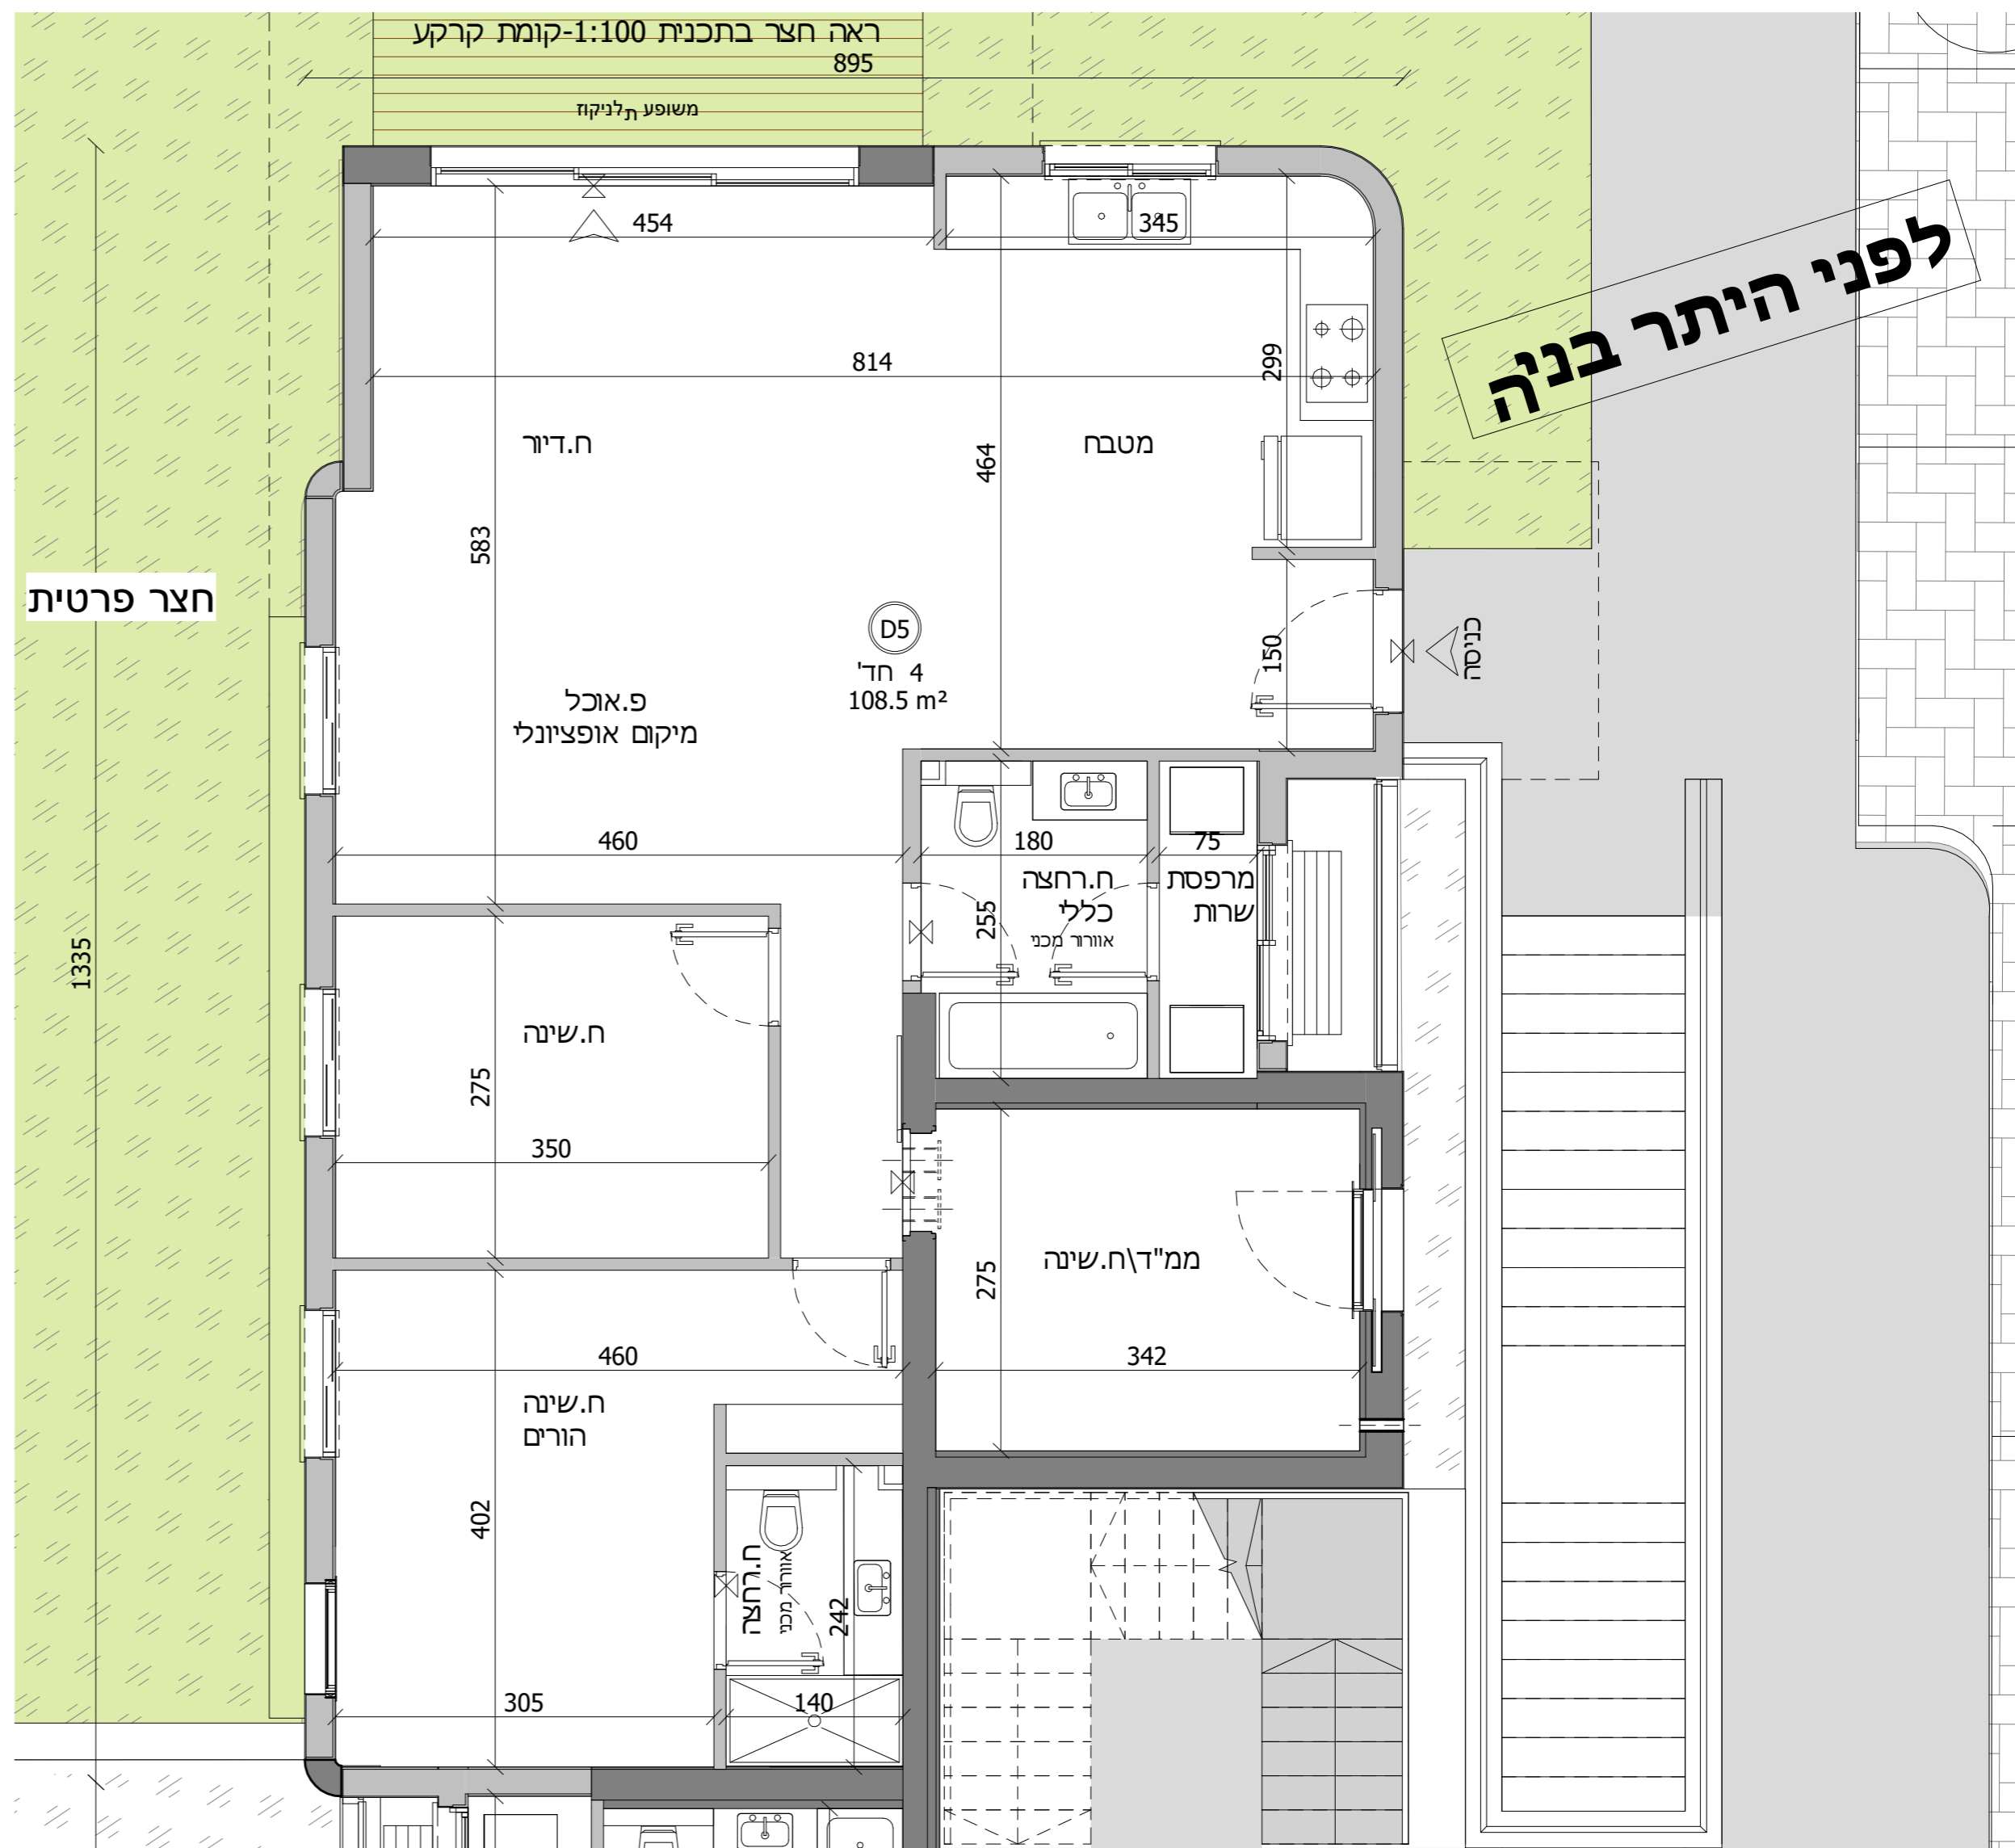 ראה חצר בתכנית 1:100-קומת קרקע
895
משופע לניקוז
454
345
לפני היתר בניה
814
299
ח.דיור
מטבח
464
583
חצר פרטית
D5
4 חד'
108.5 m²
150
כניסה
פ.אוכל
מיקום אופציונלי
460
180
75
ח.רחצה
כללי
אוורור מכני
מרפסת
שרות
255
1335
ח.שינה
275
350
ממ"ד\ח.שינה
275
460
342
ח.שינה
הורים
402
ח.רחצה
אוורור מכני
242
305
140